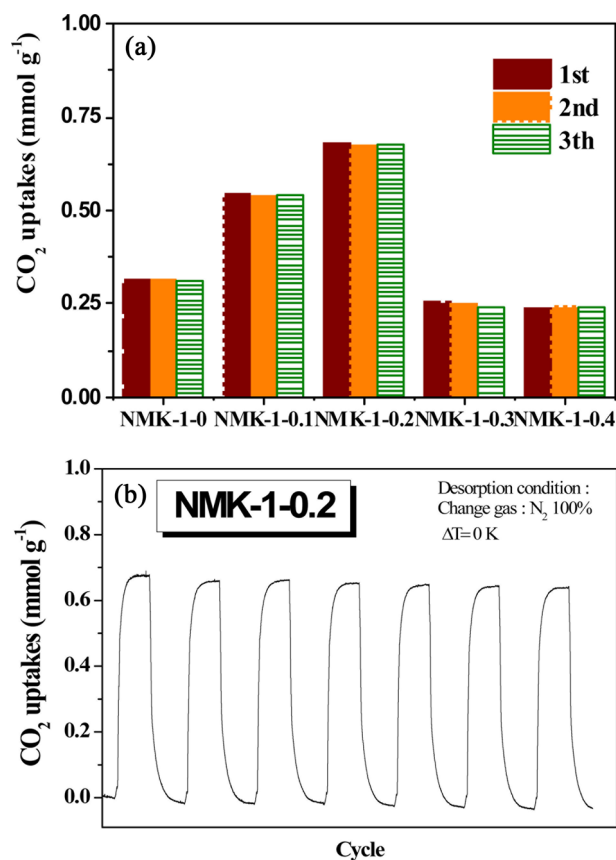 (a)
1st
2nd
3th
CO₂ uptakes (mmol g⁻¹)
1.00
0.75
0.50
0.25
0.00
NMK-1-0 NMK-1-0.1 NMK-1-0.2 NMK-1-0.3 NMK-1-0.4
(b)
NMK-1-0.2
Desorption condition :
Change gas : N₂ 100%
ΔT= 0 K
CO₂ uptakes (mmol g⁻¹)
1.0
0.8
0.6
0.4
0.2
0.0
Cycle